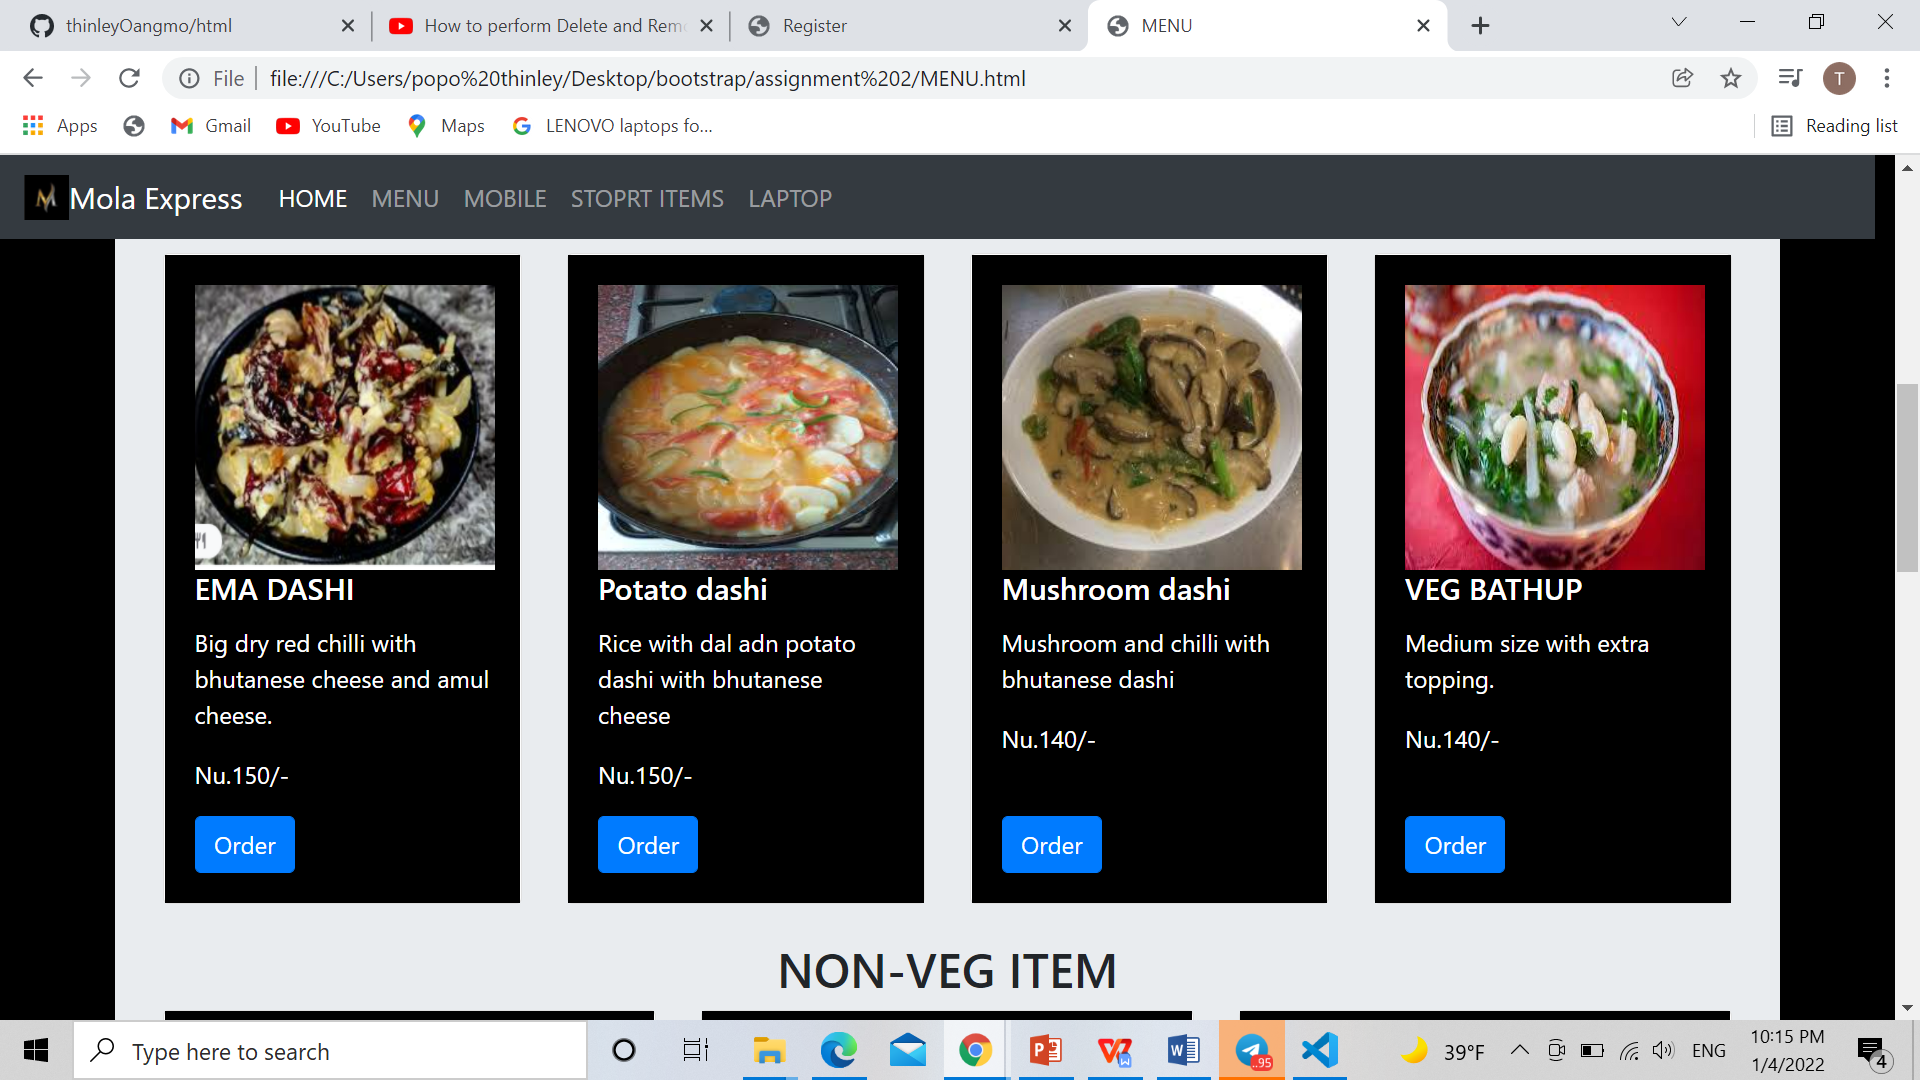 thinleyOangmo/html
How to perform Delete and Rem
Register
MENU
File
file:///C:/Users/popo%20thinley/Desktop/bootstrap/assignment%202/MENU.html
T
Apps
Gmail
YouTube
Maps
LENOVO laptops fo...
Reading list
Mola Express
HOME
MENU
MOBILE
STOPRT ITEMS
LAPTOP
EMA DASHI
Big dry red chilli with
bhutanese cheese and amul
cheese.
Nu.150/-
Order
Potato dashi
Rice with dal adn potato
dashi with bhutanese
cheese
Nu.150/-
Order
Mushroom dashi
Mushroom and chilli with
bhutanese dashi
Nu.140/-
Order
VEG BATHUP
Medium size with extra
topping.
Nu.140/-
Order
NON-VEG ITEM
Type here to search
..95
39°F
ENG
10:15 PM
1/4/2022
4